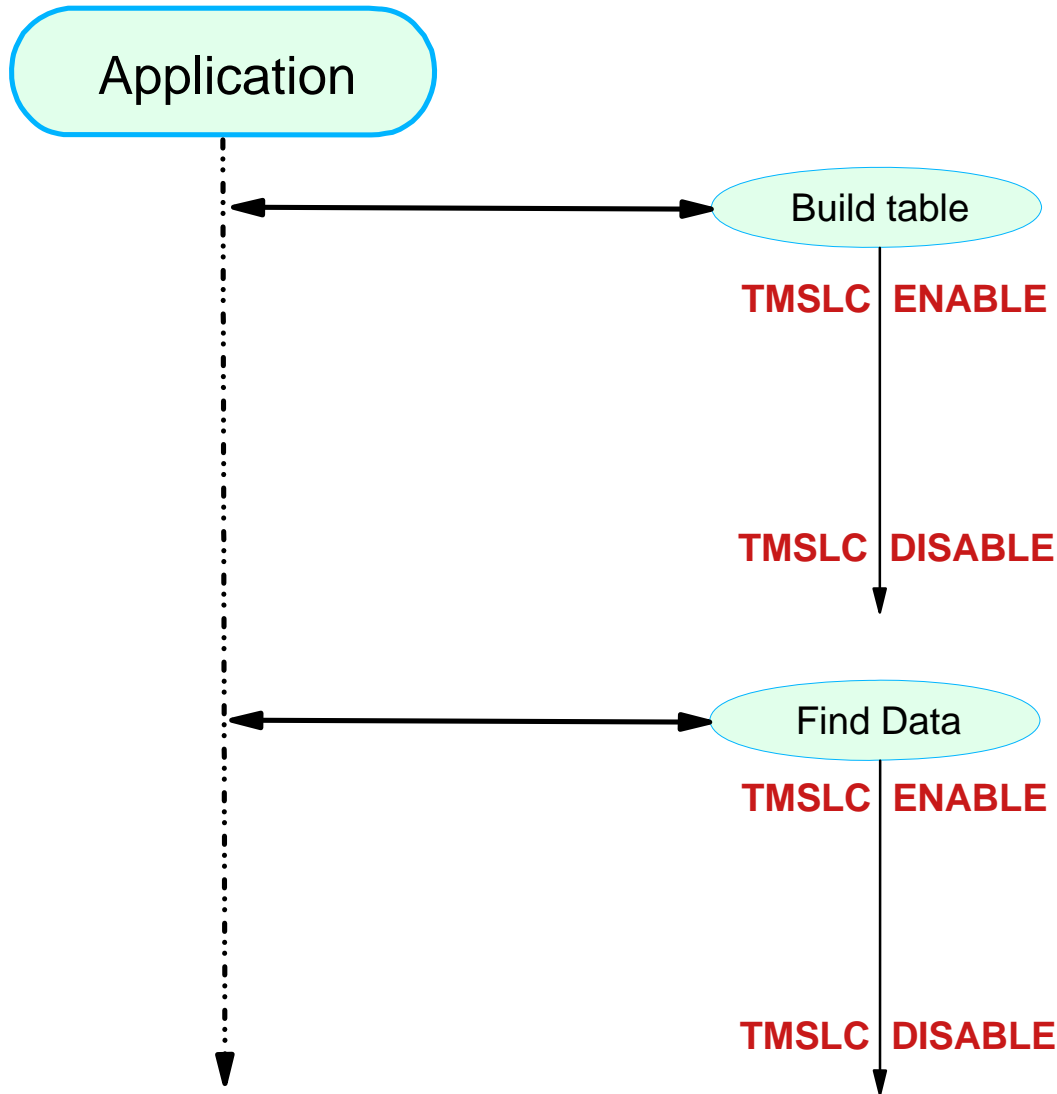 Application
Build table
TMSLC ENABLE
TMSLC DISABLE
Find Data
TMSLC ENABLE
TMSLC DISABLE